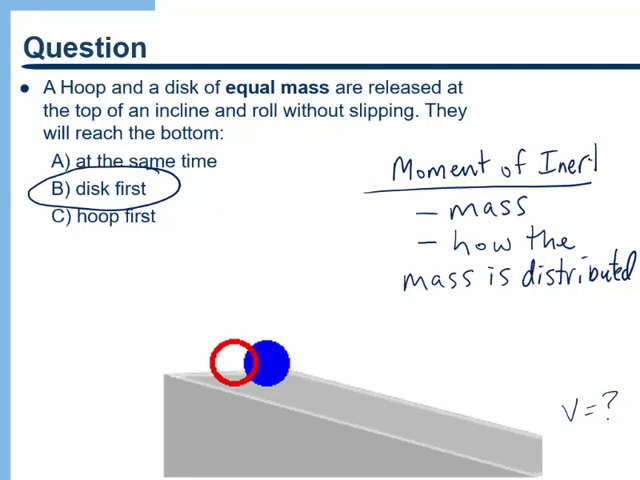 Question
A Hoop and a disk of equal mass are released at
the top of an incline and roll without slipping. They
will reach the bottom:
A) at the same time
B) disk first
C) hoop first
Moment of Iner
- mass
- how the
mass is distributed
v = ?